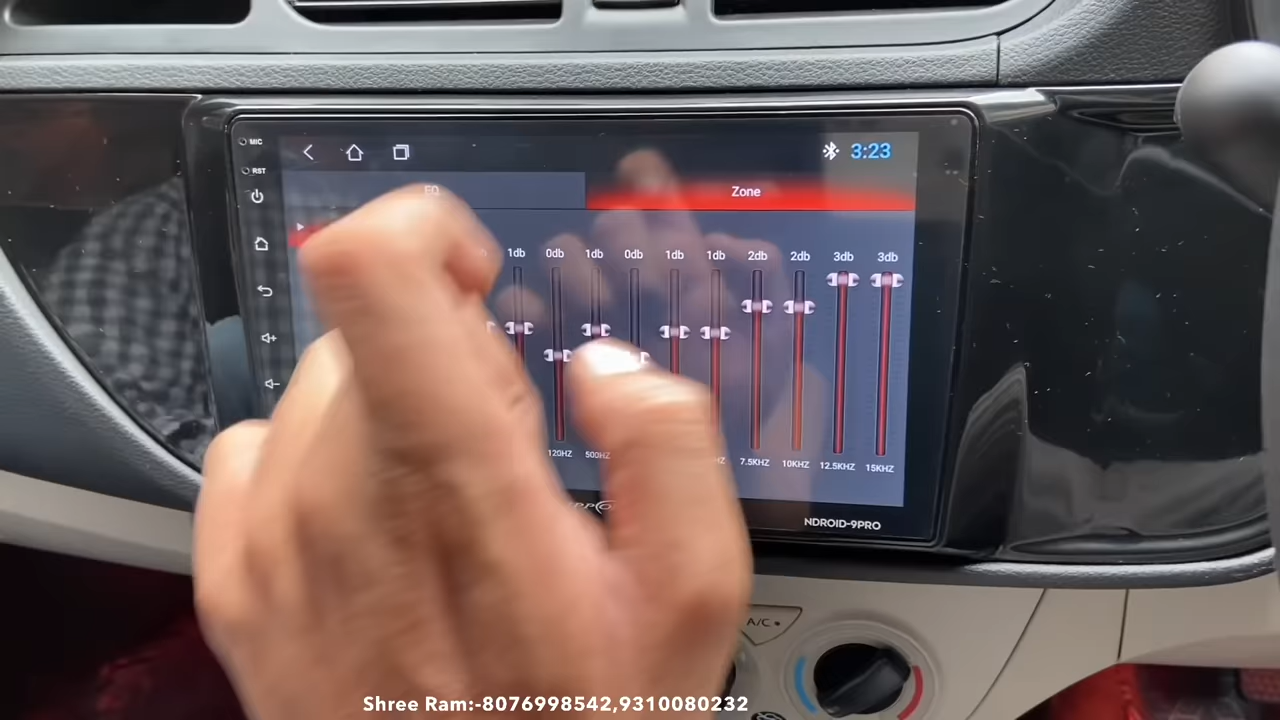 MIC
RST
3:23
EQ
Zone
1db 0db 1db 0db 1db 1db 2db 2db 3db 3db
120HZ 500HZ 7.5KHZ 10KHZ 12.5KHZ 15KHZ
NDROID-9PRO
A/C
Shree Ram:-8076998542,9310080232